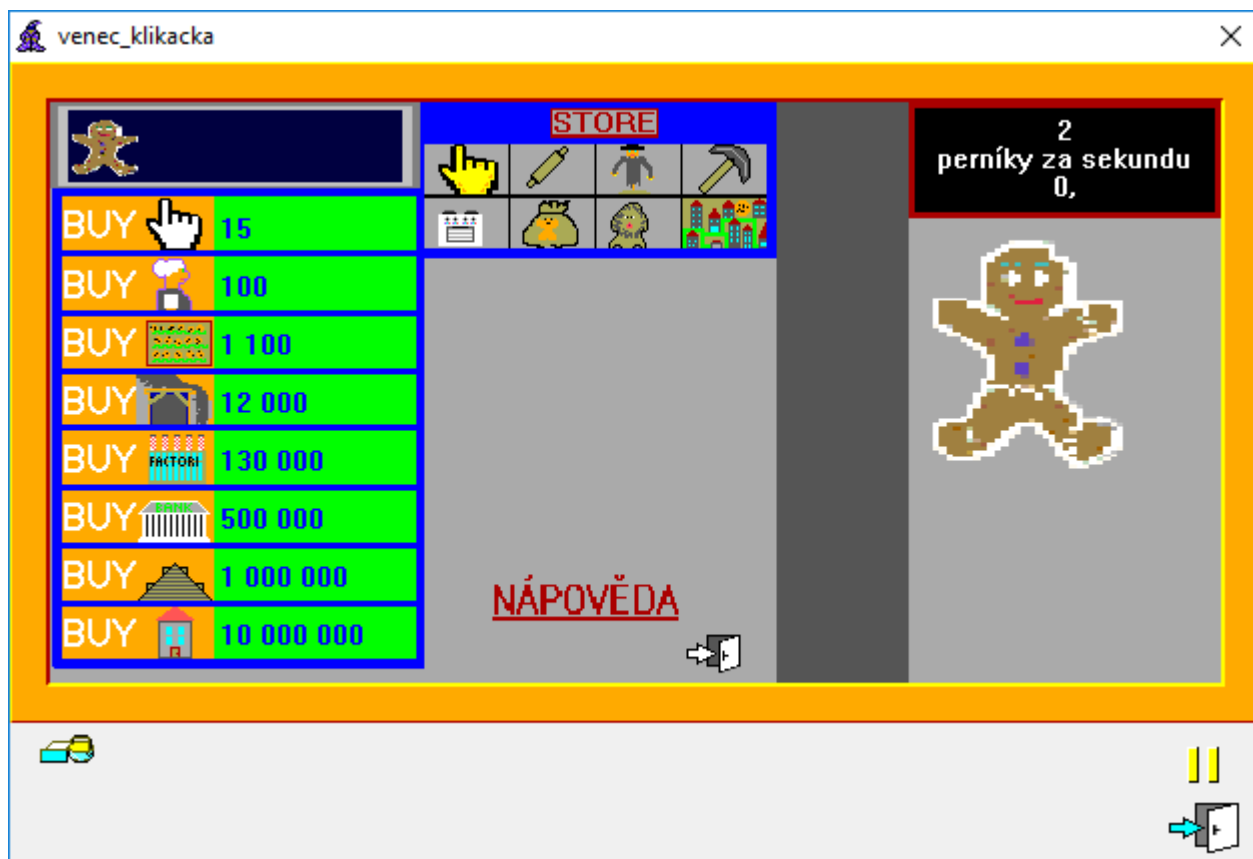 venec_klikacka
STORE
2
perníky za sekundu
0,
BUY 15
BUY 100
BUY 1 100
BUY 12 000
BUY FACTORI 130 000
BUY BANK 500 000
BUY 1 000 000
BUY 10 000 000
NÁPOVĚDA